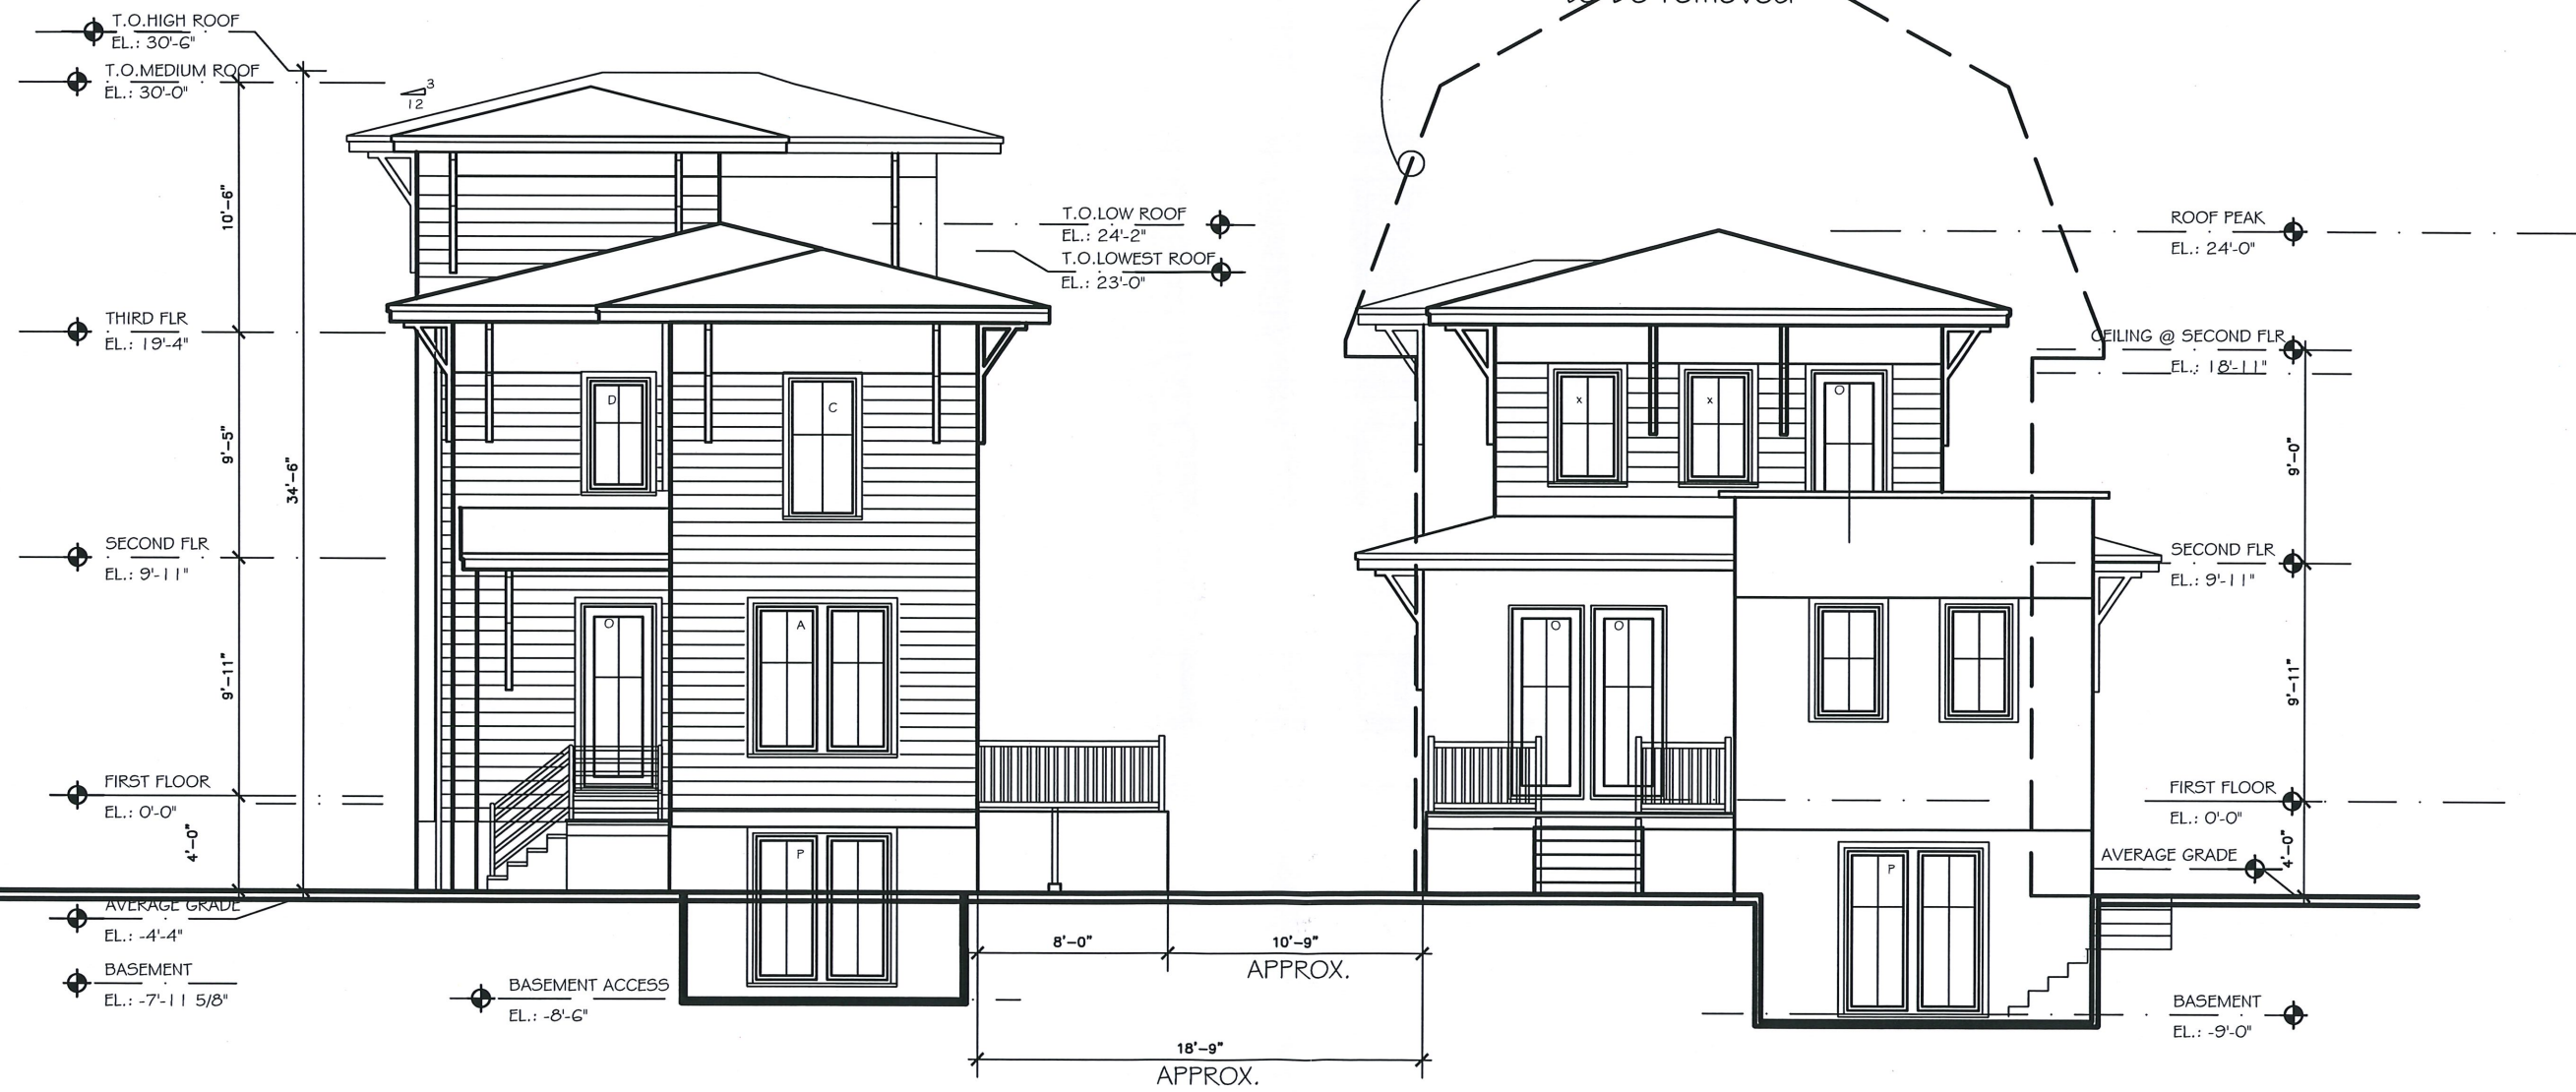 to be removed.
T.O.HIGH ROOF
EL.: 30'-6"
T.O.MEDIUM ROOF
EL.: 30'-0"
3
12
10'-6"
T.O.LOW ROOF
EL.: 24'-2"
T.O.LOWEST ROOF
EL.: 23'-0"
ROOF PEAK
EL.: 24'-0"
THIRD FLR
EL.: 19'-4"
CEILING @ SECOND FLR
EL.: 18'-11"
D
C
x
x
O
9'-5"
34'-6"
9'-0"
SECOND FLR
EL.: 9'-11"
SECOND FLR
EL.: 9'-11"
O
A
O
O
9'-11"
9'-11"
FIRST FLOOR
EL.: 0'-0"
FIRST FLOOR
EL.: 0'-0"
4'-0"
P
P
AVERAGE GRADE
4'-0"
AVERAGE GRADE
EL.: -4'-4"
8'-0"
10'-9"
APPROX.
BASEMENT
EL.: -7'-11 5/8"
BASEMENT ACCESS
EL.: -8'-6"
BASEMENT
EL.: -9'-0"
18'-9"
APPROX.